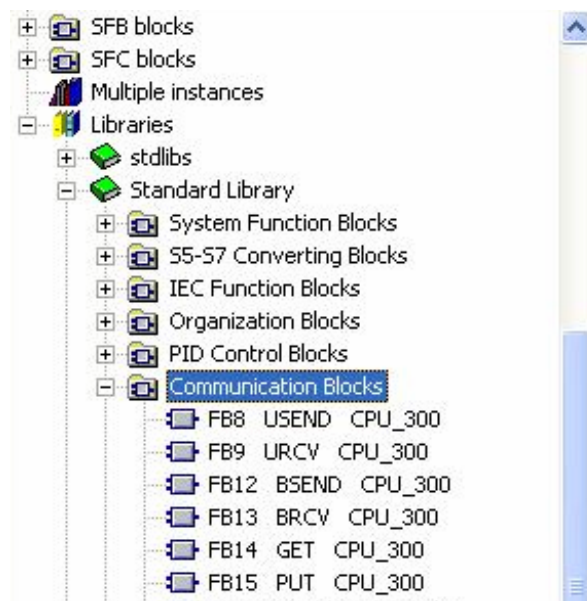 SFB blocks
SFC blocks
Multiple instances
Libraries
stdlibs
Standard Library
System Function Blocks
S5-S7 Converting Blocks
IEC Function Blocks
Organization Blocks
PID Control Blocks
Communication Blocks
FB8 USEND CPU_300
FB9 URCV CPU_300
FB12 BSEND CPU_300
FB13 BRCV CPU_300
FB14 GET CPU_300
FB15 PUT CPU_300